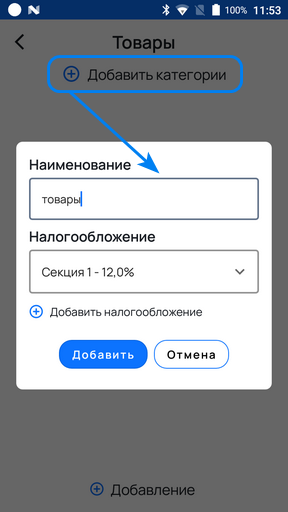 100% 11:53
Товары
Добавить категории
Наименование
товары
Налогообложение
Секция 1 - 12,0%
Добавить налогообложение
Добавить
Отмена
Добавление